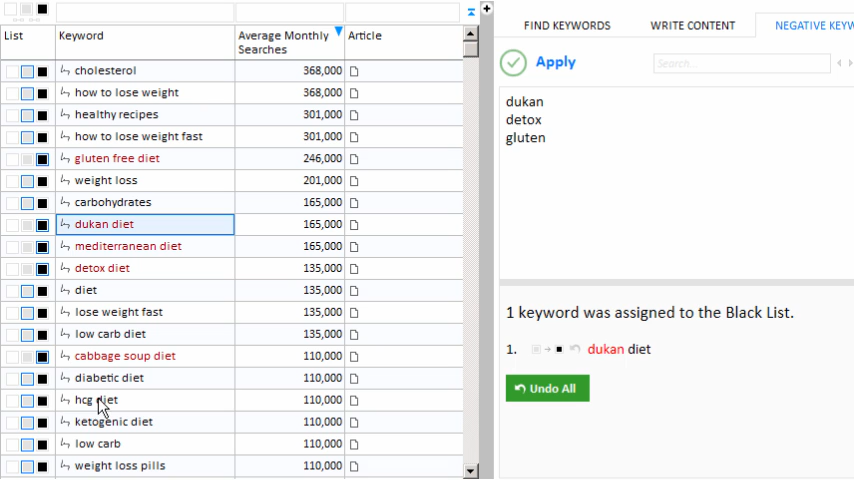 List
Keyword
Average Monthly
Searches
Article
cholesterol 368,000
how to lose weight 368,000
healthy recipes 301,000
how to lose weight fast 301,000
gluten free diet 246,000
weight loss 201,000
carbohydrates 165,000
dukan diet 165,000
mediterranean diet 165,000
detox diet 135,000
diet 135,000
lose weight fast 135,000
low carb diet 135,000
cabbage soup diet 110,000
diabetic diet 110,000
hcg diet 110,000
ketogenic diet 110,000
low carb 110,000
weight loss pills 110,000
FIND KEYWORDS
WRITE CONTENT
NEGATIVE KEYW
Apply
Search...
dukan
detox
gluten
1 keyword was assigned to the Black List.
1. dukan diet
Undo All